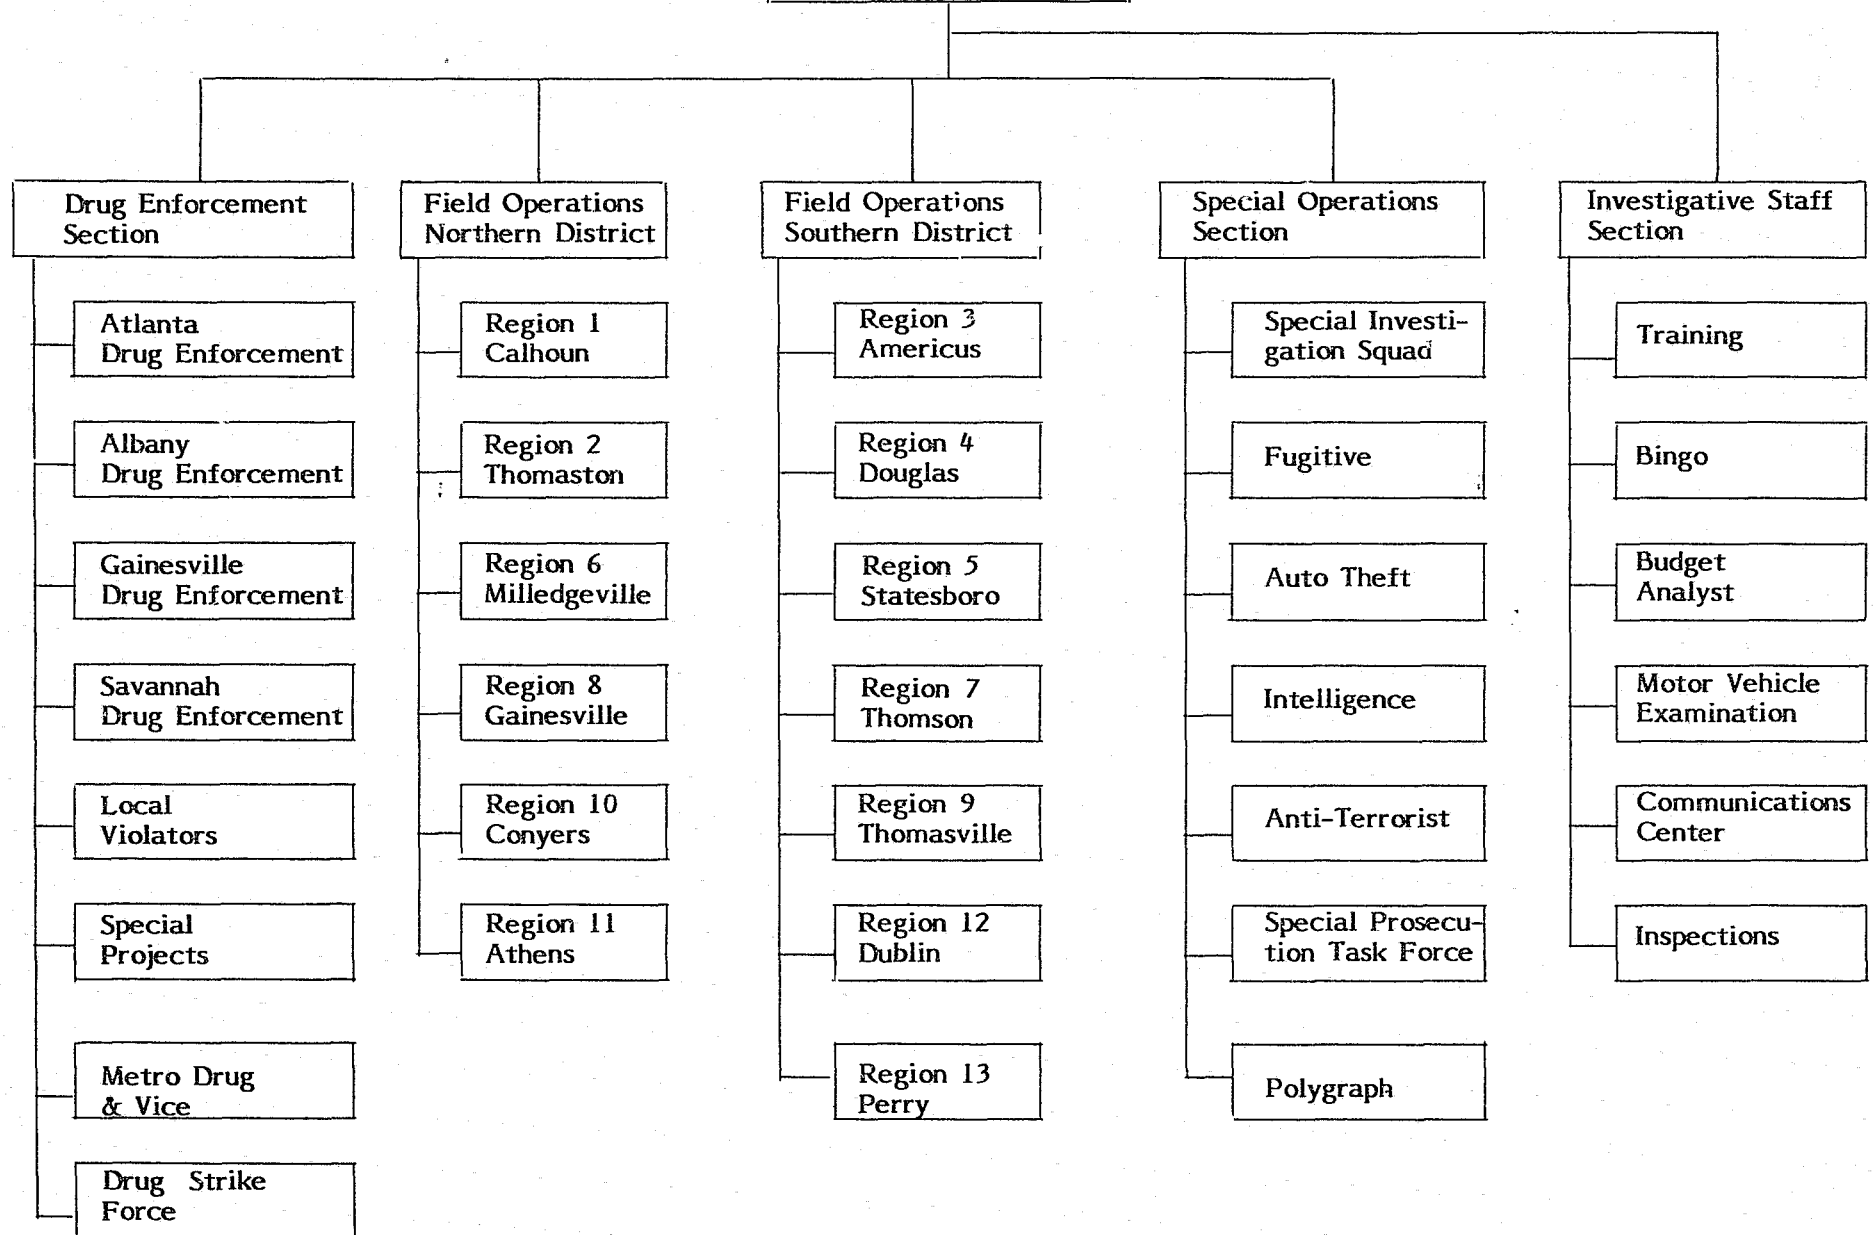 Drug Enforcement
Section
Atlanta
Drug Enforcement
Albany
Drug Enforcement
Gainesville
Drug Enforcement
Savannah
Drug Enforcement
Local
Violators
Special
Projects
Metro Drug
& Vice
Drug Strike
Force
Field Operations
Northern District
Region 1
Calhoun
Region 2
Thomaston
Region 6
Milledgeville
Region 8
Gainesville
Region 10
Conyers
Region 11
Athens
Field Operations
Southern District
Region 3
Americus
Region 4
Douglas
Region 5
Statesboro
Region 7
Thomson
Region 9
Thomasville
Region 12
Dublin
Region 13
Perry
Special Operations
Section
Special Investi-
gation Squad
Fugitive
Auto Theft
Intelligence
Anti-Terrorist
Special Prosecu-
tion Task Force
Polygraph
Investigative Staff
Section
Training
Bingo
Budget
Analyst
Motor Vehicle
Examination
Communications
Center
Inspections